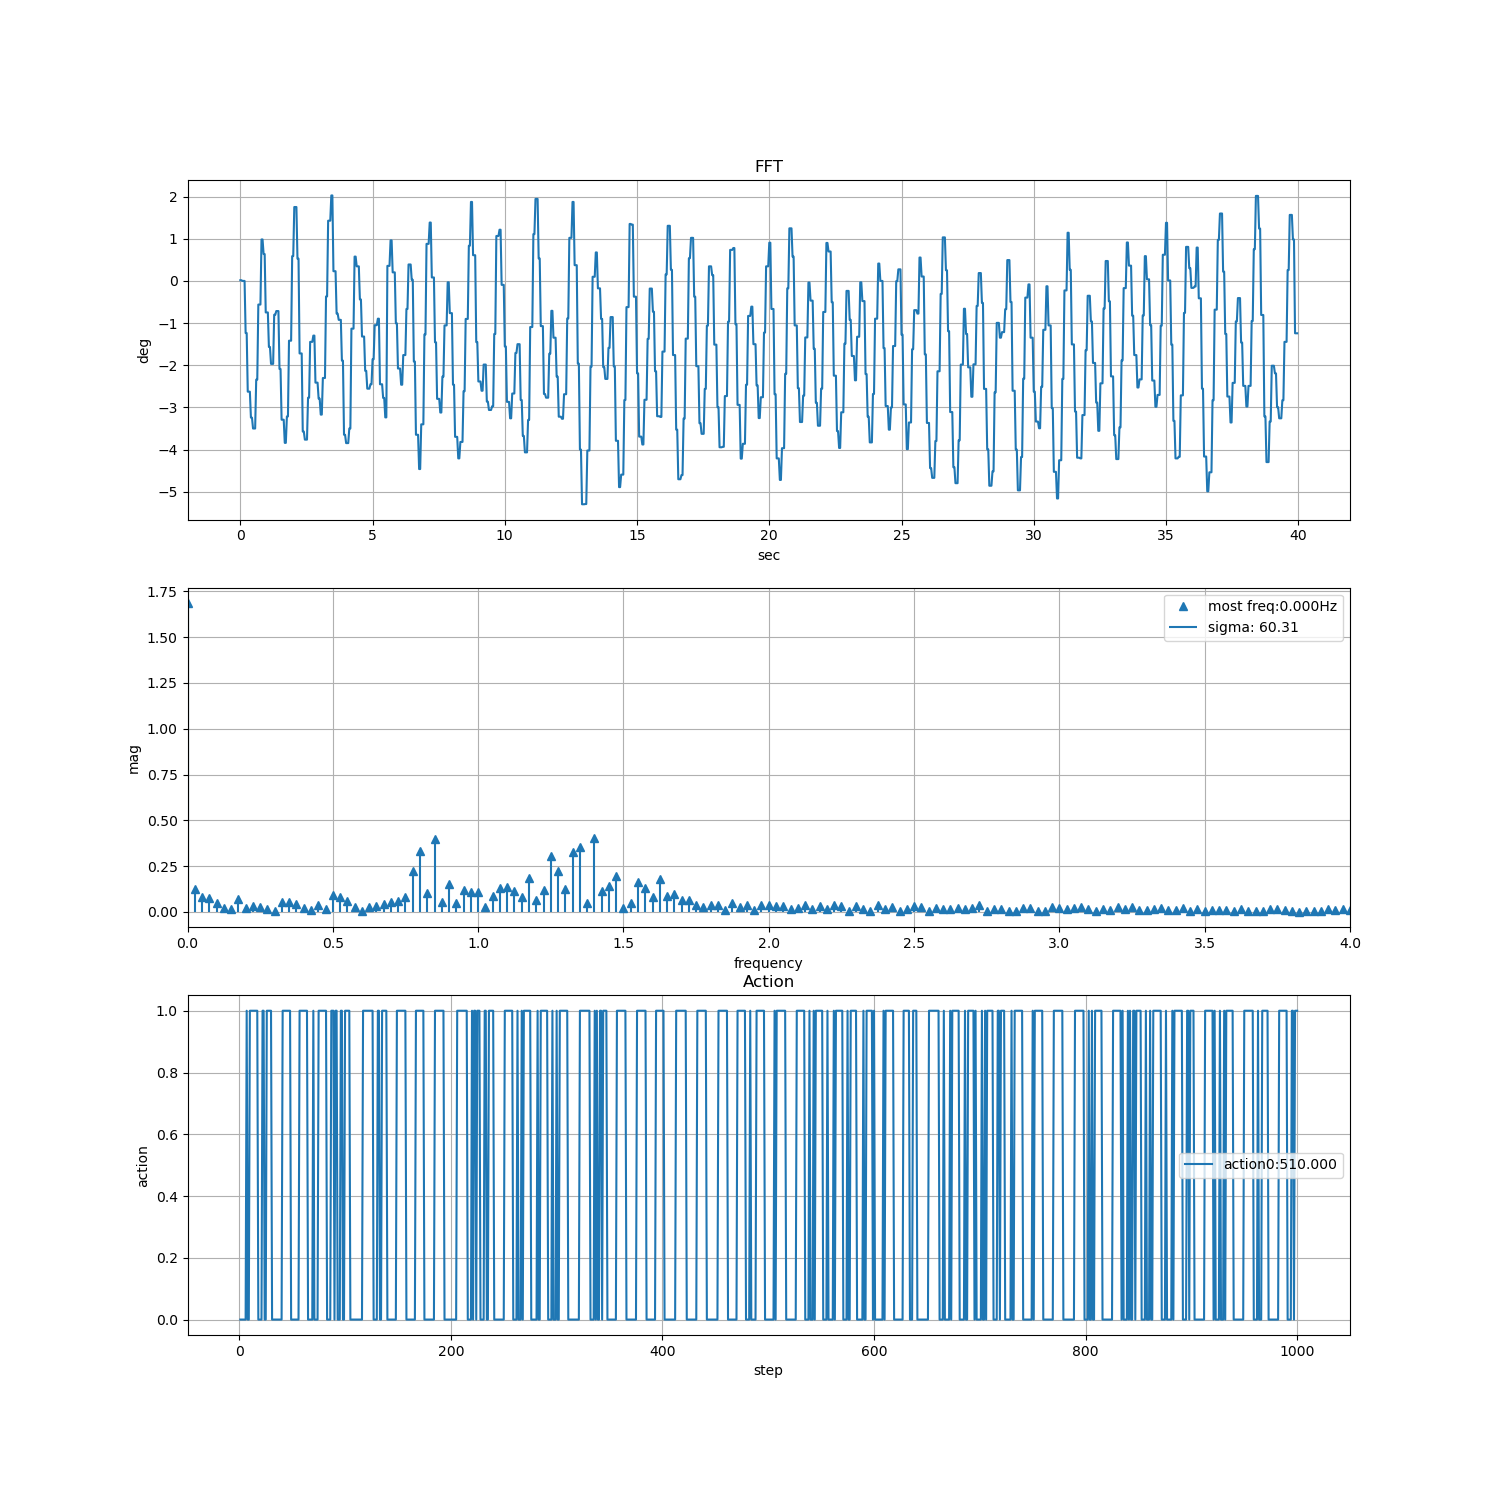 FFT
2
1
0
−1
−2
−3
−4
−5
deg
0 5 10 15 20 25 30 35 40
sec
1.75
1.50
1.25
1.00
0.75
0.50
0.25
0.00
mag
most freq:0.000Hz
sigma: 60.31
0.0 0.5 1.0 1.5 2.0 2.5 3.0 3.5 4.0
frequency
Action
1.0
0.8
0.6
0.4
0.2
0.0
action
action0:510.000
0 200 400 600 800 1000
step